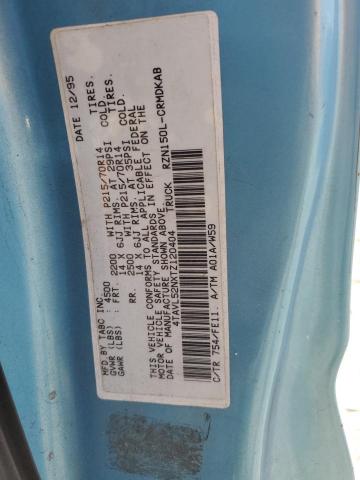 MFD BY TABC INC. DATE 12/95
GVWR (LBS) : 4500
GAWR (LBS) : FRT. 2200 WITH P215/70R14 TIRES.
14 X 6JJ RIMS. AT 29PSI COLD.
RR. 2500 WITH P215/70R14 TIRES.
14 X 6JJ RIMS. AT 35PSI COLD.
THIS VEHICLE CONFORMS TO ALL APPLICABLE FEDERAL
MOTOR VEHICLE SAFETY STANDARDS IN EFFECT ON THE
DATE OF MANUFACTURE SHOWN ABOVE.
4TAVL52NXTZ120404 TRUCK RZN150L-CRMDKAB
C/TR 754/FE11. A/TM A01A/W59